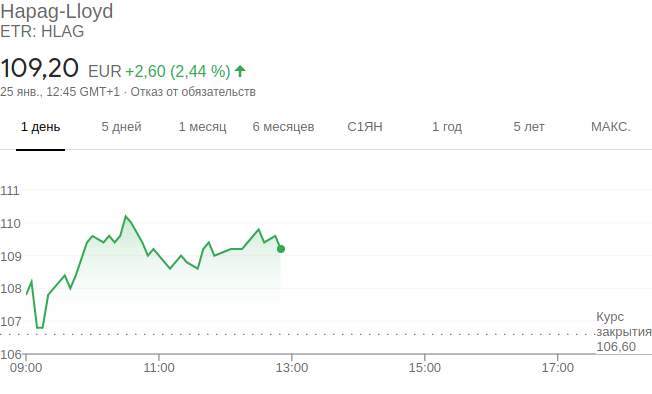 Hapag-Lloyd
ETR: HLAG
109,20 EUR +2,60 (2,44 %)
25 янв., 12:45 GMT+1 · Отказ от обязательств
1 день 5 дней 1 месяц 6 месяцев С1ЯН 1 год 5 лет МАКС.
111
110
109
108
107
106
Курс
закрытия
106,60
09:00 11:00 13:00 15:00 17:00